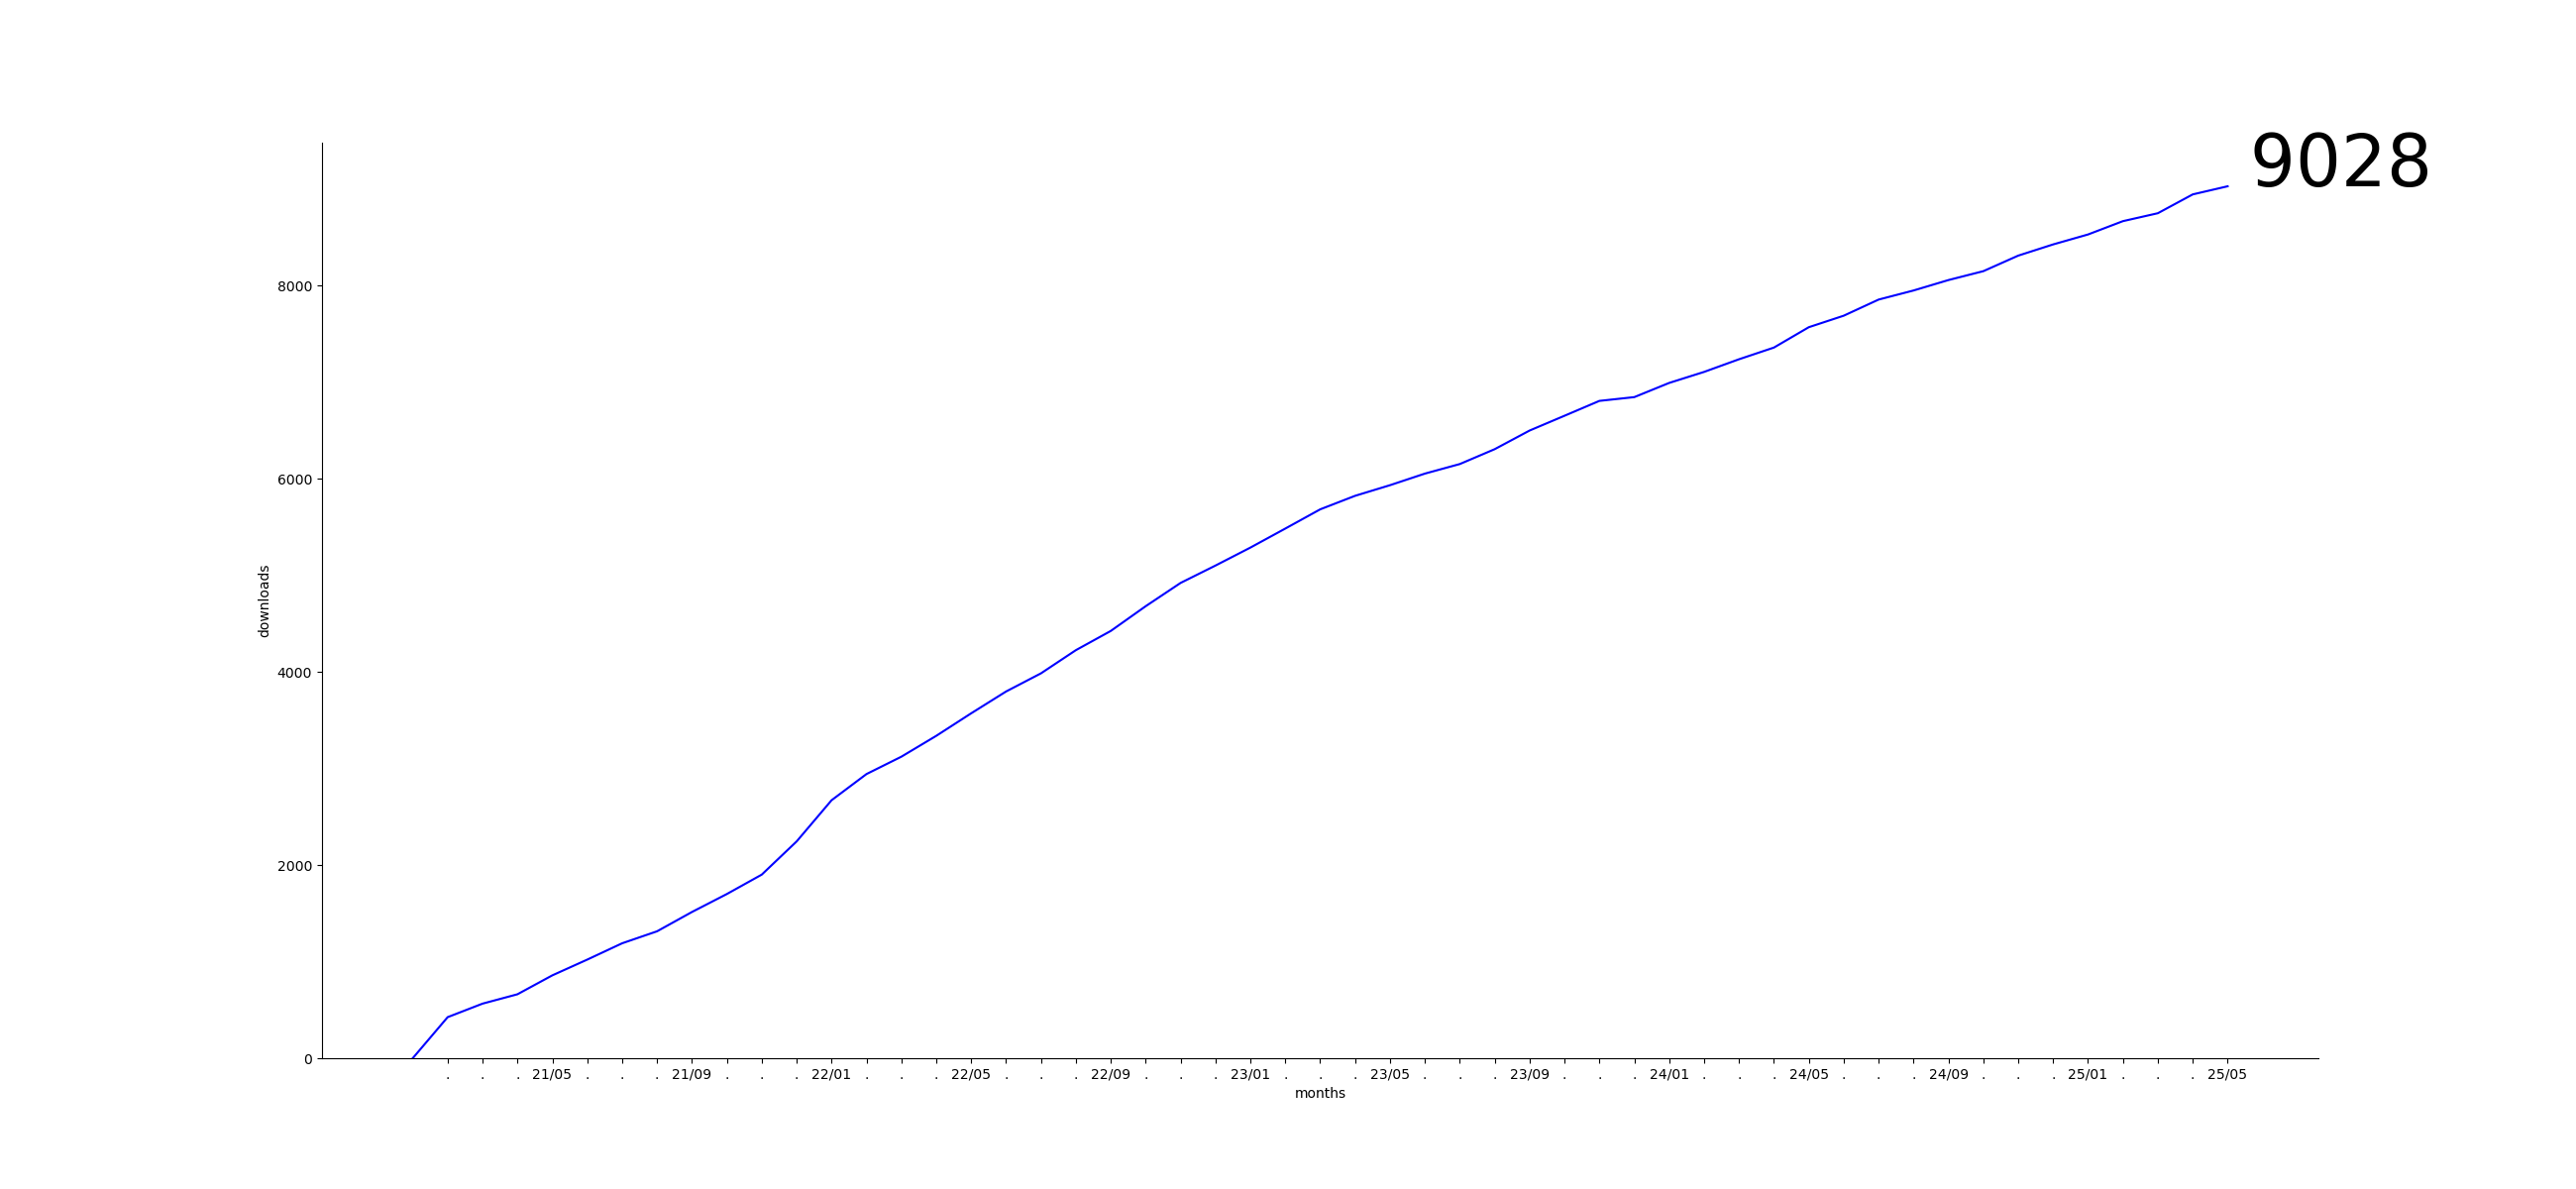 9028
8000
6000
4000
2000
0
downloads
. . . 21/05 . . . 21/09 . . . 22/01 . . . 22/05 . . . 22/09 . . . 23/01 . . . 23/05 . . . 23/09 . . . 24/01 . . . 24/05 . . . 24/09 . . . 25/01 . . . 25/05
months